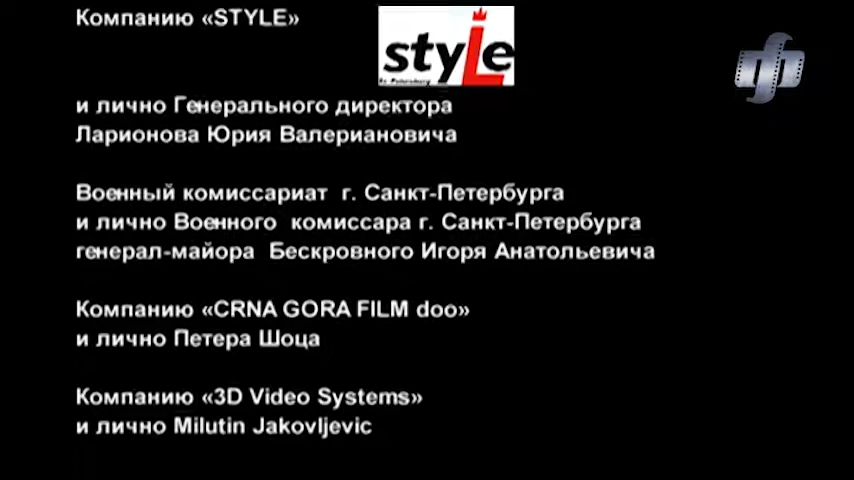 Компанию «STYLE»
style
St. Petersburg
и лично Генерального директора
Ларионова Юрия Валериановича
Военный комиссариат г. Санкт-Петербурга
и лично Военного комиссара г. Санкт-Петербурга
генерал-майора Бескровного Игоря Анатольевича
Компанию «CRNA GORA FILM doo»
и лично Петера Шоца
Компанию «3D Video Systems»
и лично Milutin Jakovljevic